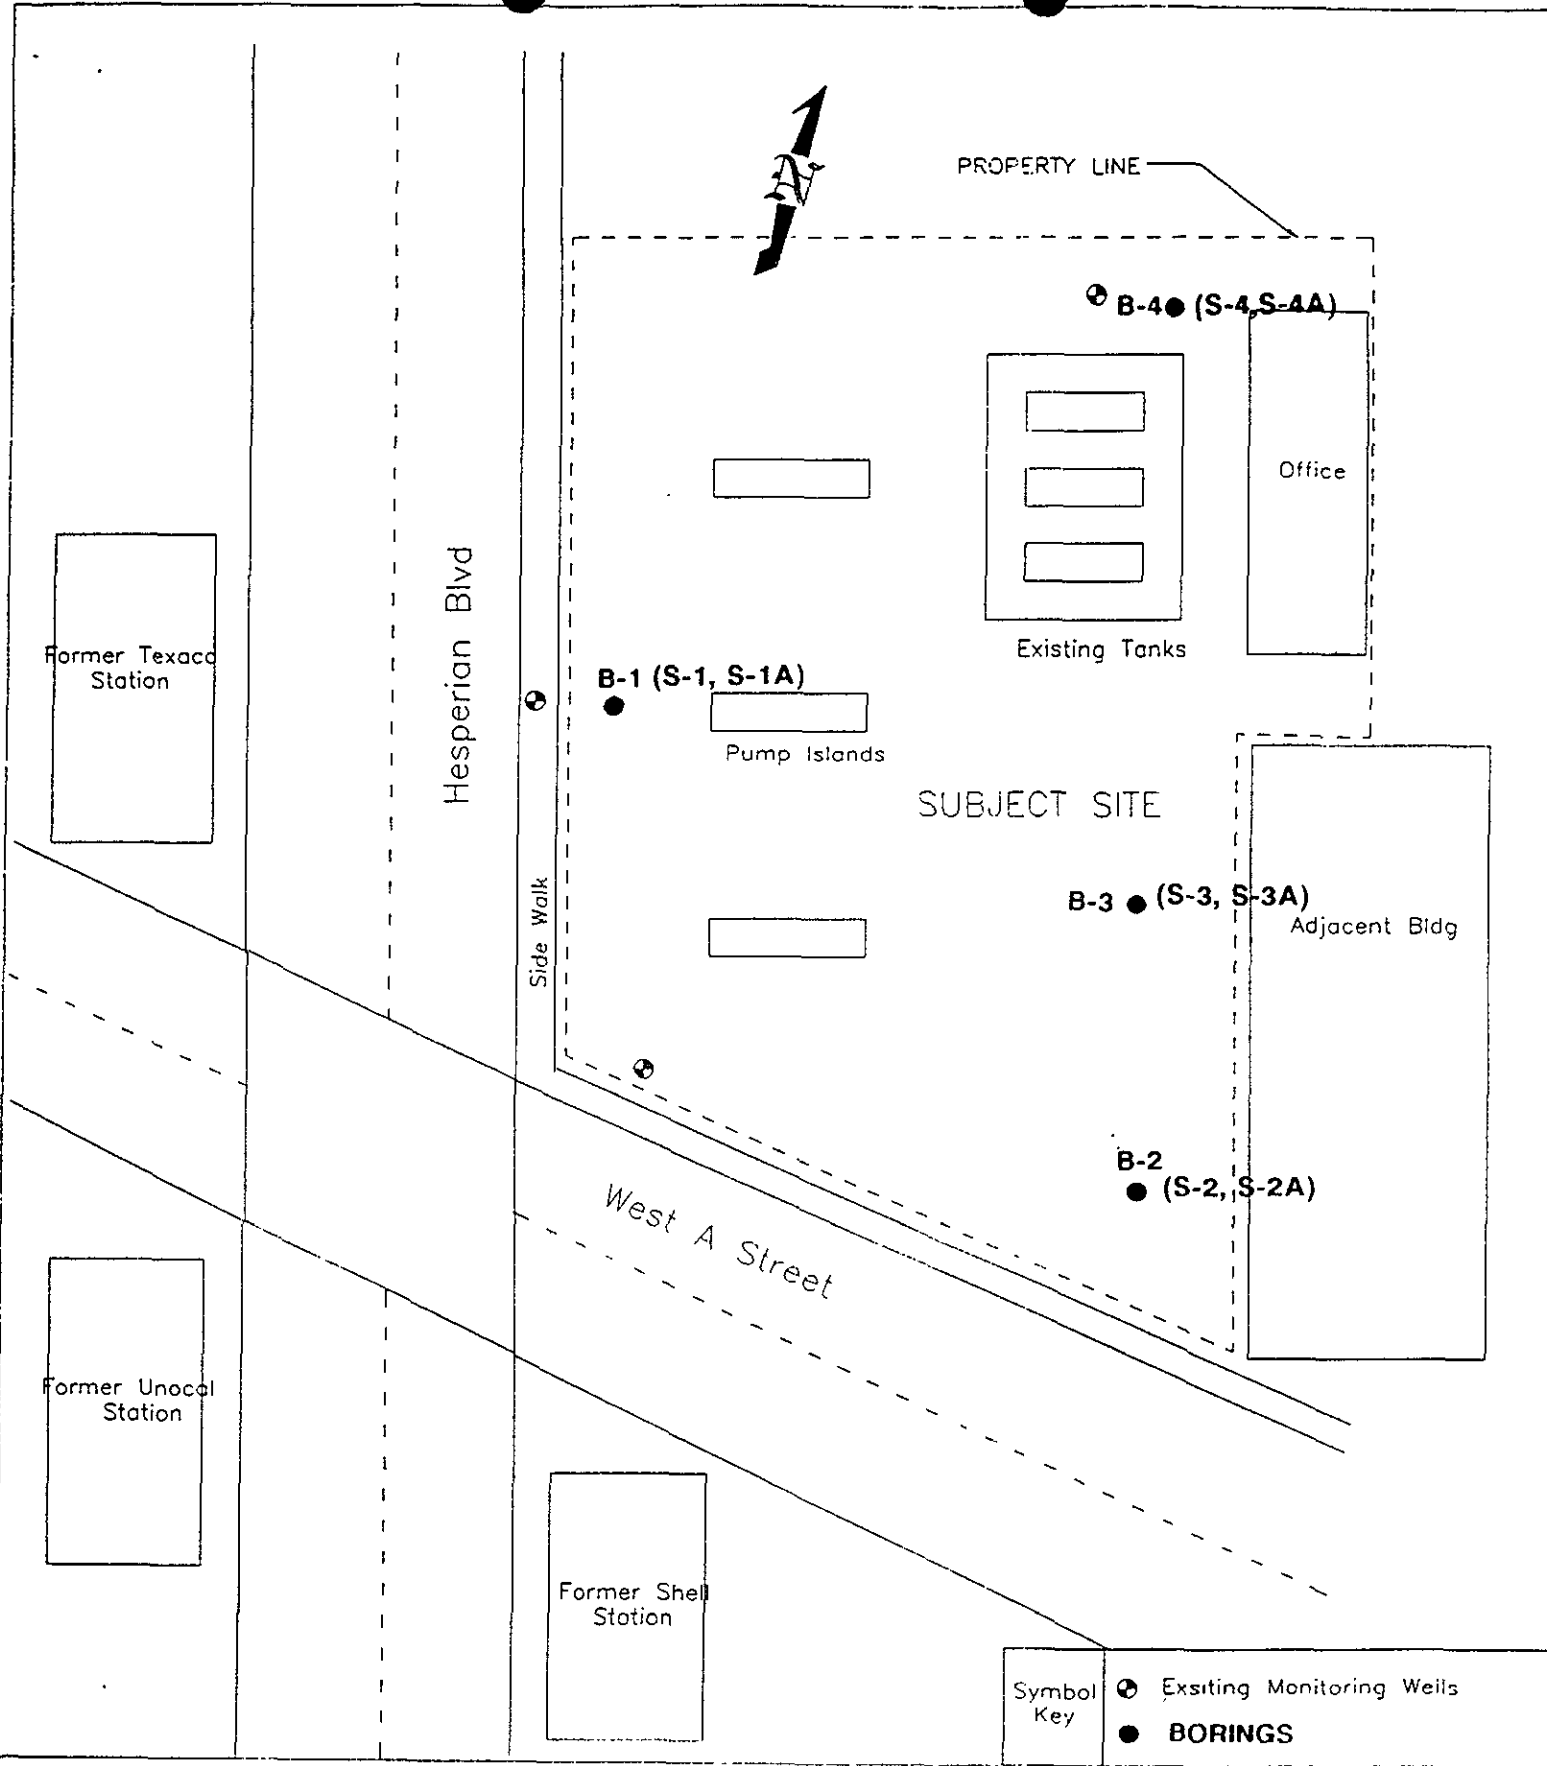 N
PROPERTY LINE
B-4 (S-4,S-4A)
Office
Existing Tanks
Former Texaco
Station
Hesperian Blvd
B-1 (S-1, S-1A)
Pump Islands
SUBJECT SITE
Side Walk
B-3 (S-3, S-3A)
Adjacent Bldg
B-2
(S-2, S-2A)
West A Street
Former Unocal
Station
Former Shell
Station
Symbol
Key
Exsiting Monitoring Wells
BORINGS